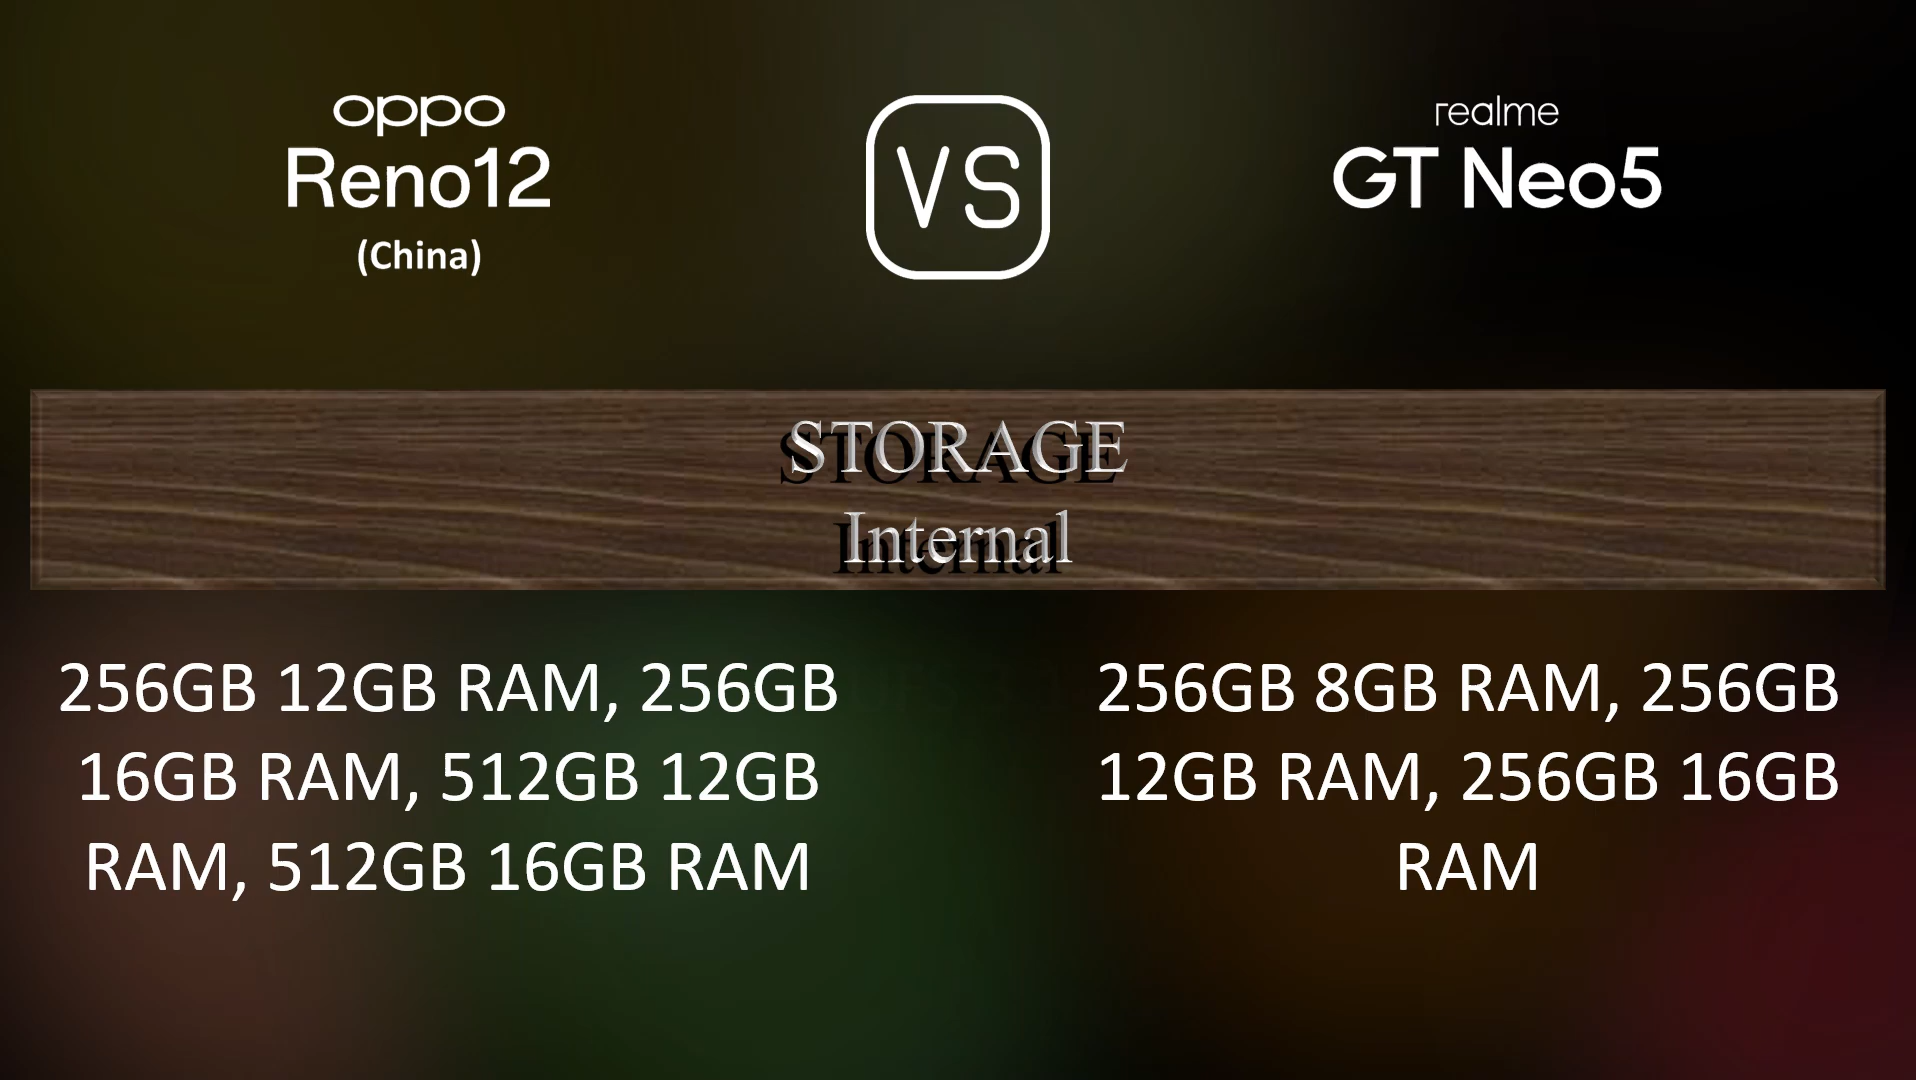 oppo
Reno12
(China)
VS
realme
GT Neo5
STORAGE
Internal
256GB 12GB RAM, 256GB
16GB RAM, 512GB 12GB
RAM, 512GB 16GB RAM
256GB 8GB RAM, 256GB
12GB RAM, 256GB 16GB
RAM